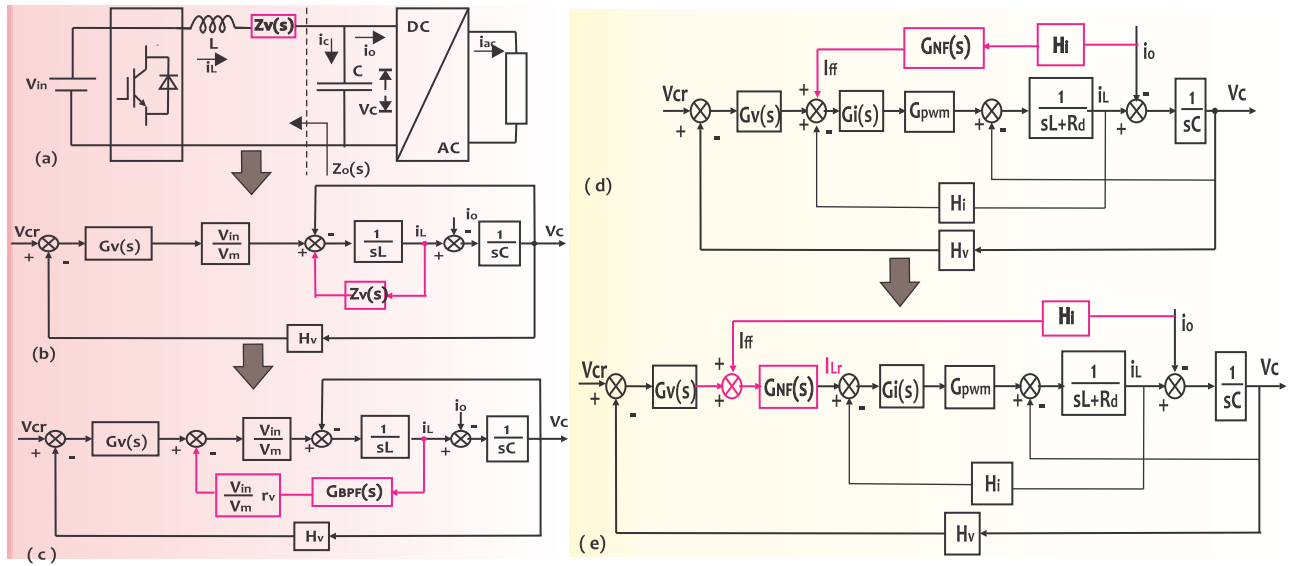 L
Zv(s)
iL
Vin
ic
io
C
Vc
DC
AC
iac
Zo(s)
(a)
Vcr
+
-
Gv(s)
Vin
Vm
+
-
1
sL
iL
io
-
+
1
sC
Vc
Zv(s)
Hv
(b)
Vcr
+
-
Gv(s)
+
-
Vin
Vm
+
-
1
sL
iL
io
-
+
1
sC
Vc
Vin
Vm
rv
GBPF(s)
Hv
(c)
GNF(s)
Hi
io
Iff
Vcr
+
-
Gv(s)
+
+
-
Gi(s)
Gpwm
+
-
1
sL+Rd
iL
-
+
1
sC
Vc
Hi
Hv
(d)
Hi
io
Iff
Vcr
+
-
Gv(s)
+
+
GNF(s)
ILr
+
-
Gi(s)
Gpwm
+
-
1
sL+Rd
iL
-
+
1
sC
Vc
Hi
Hv
(e)